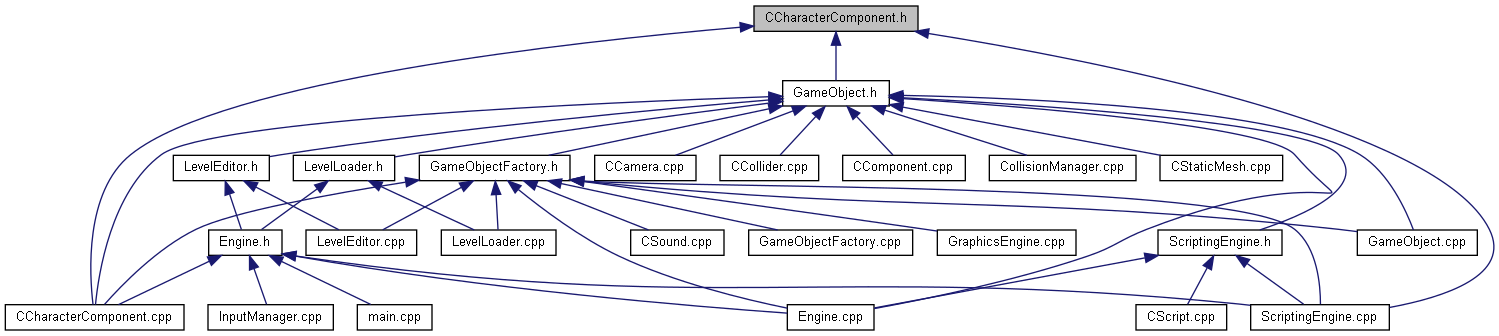 CCharacterComponent.h
GameObject.h
LevelEditor.h
LevelLoader.h
GameObjectFactory.h
CCamera.cpp
CCollider.cpp
CComponent.cpp
CollisionManager.cpp
CStaticMesh.cpp
Engine.h
LevelEditor.cpp
LevelLoader.cpp
CSound.cpp
GameObjectFactory.cpp
GraphicsEngine.cpp
ScriptingEngine.h
GameObject.cpp
CCharacterComponent.cpp
InputManager.cpp
main.cpp
Engine.cpp
CScript.cpp
ScriptingEngine.cpp